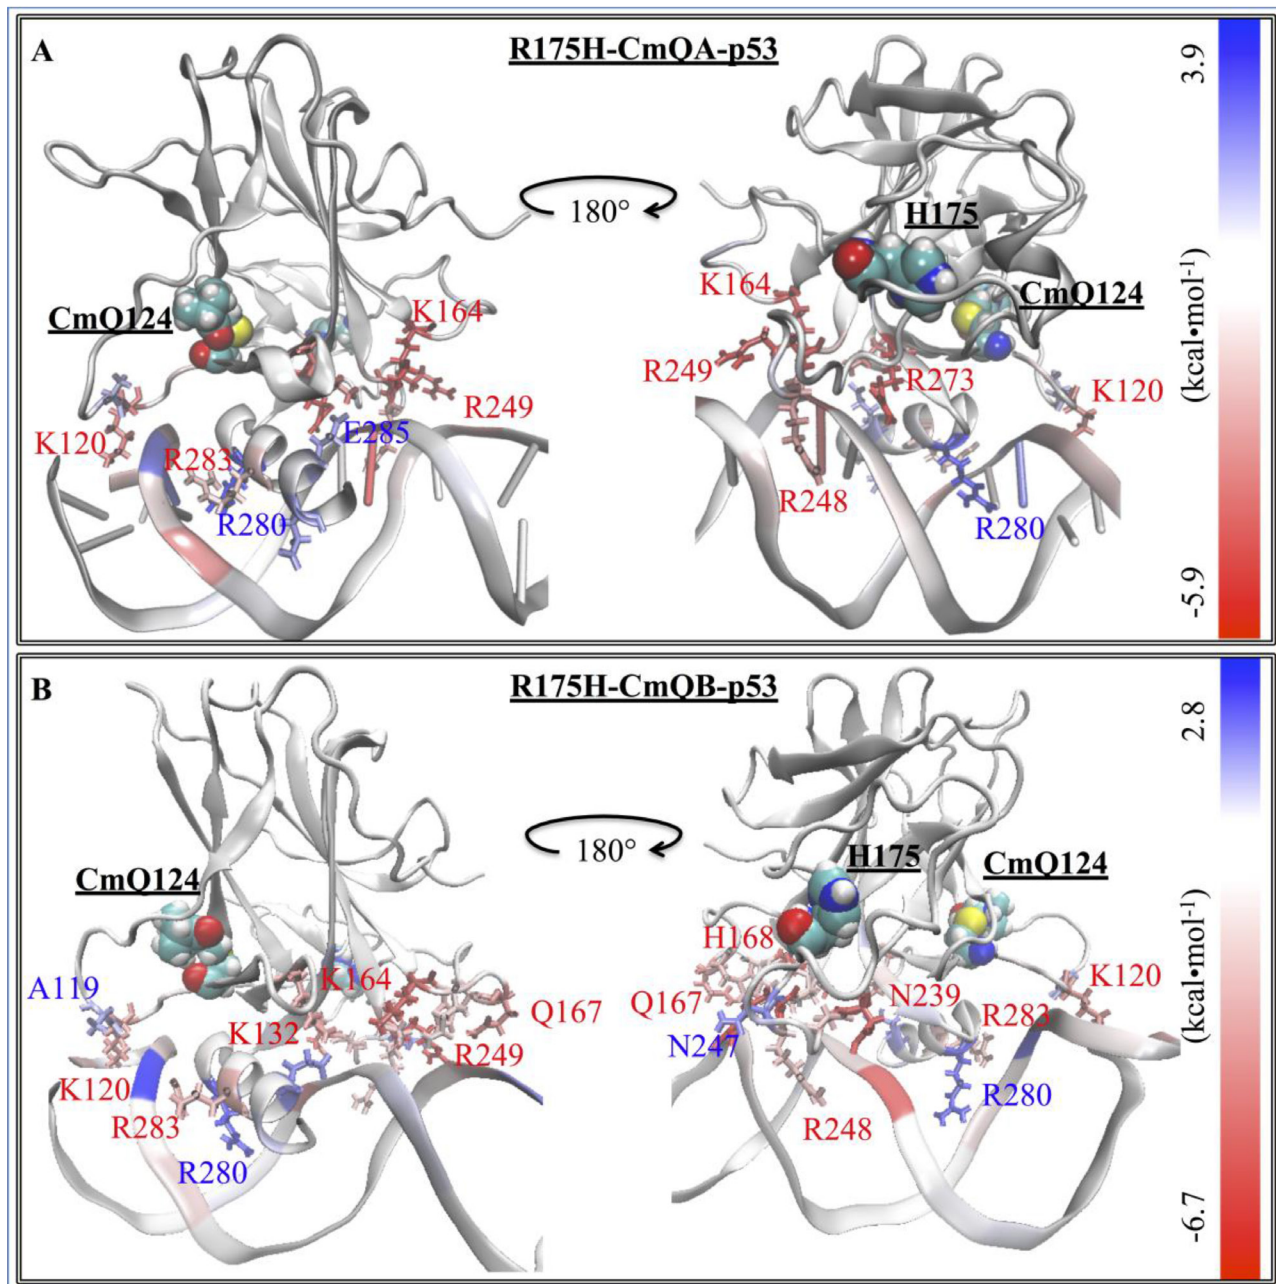 A
R175H-CmQA-p53
3.9
180°
H175
K164
CmQ124
CmQ124
K164
(kcal•mol⁻¹)
R249
R273
K120
R249
E285
K120
R283
R248
R280
R280
-5.9
B
R175H-CmQB-p53
2.8
180°
H175
CmQ124
CmQ124
H168
(kcal•mol⁻¹)
K164
K120
A119
Q167
N239
Q167
K132
R283
N247
R249
K120
R280
R283
R248
R280
-6.7